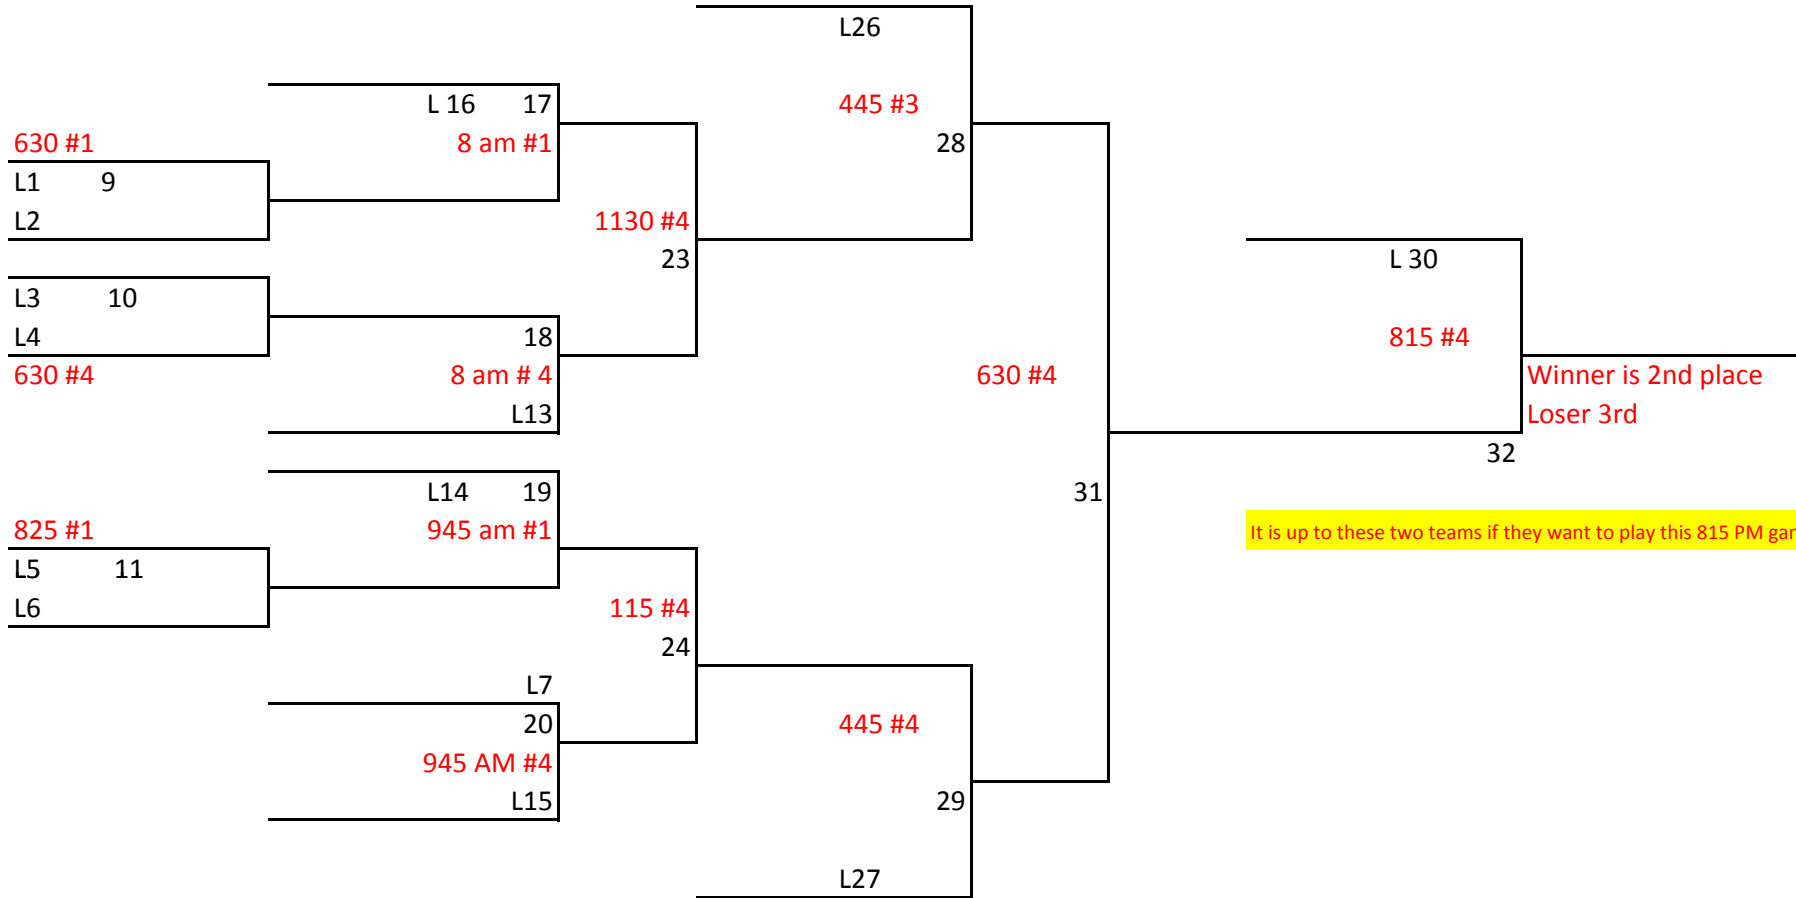 L26
L 16 17
445 #3
630 #1
8 am #1
28
L1 9
L2
1130 #4
23
L 30
L3 10
L4
18
815 #4
630 #4
8 am # 4
630 #4
Winner is 2nd place
L13
Loser 3rd
32
L14 19
31
825 #1
945 am #1
It is up to these two teams if they want to play this 815 PM
L5 11
L6
115 #4
24
L7
20
445 #4
945 AM #4
L15
29
L27